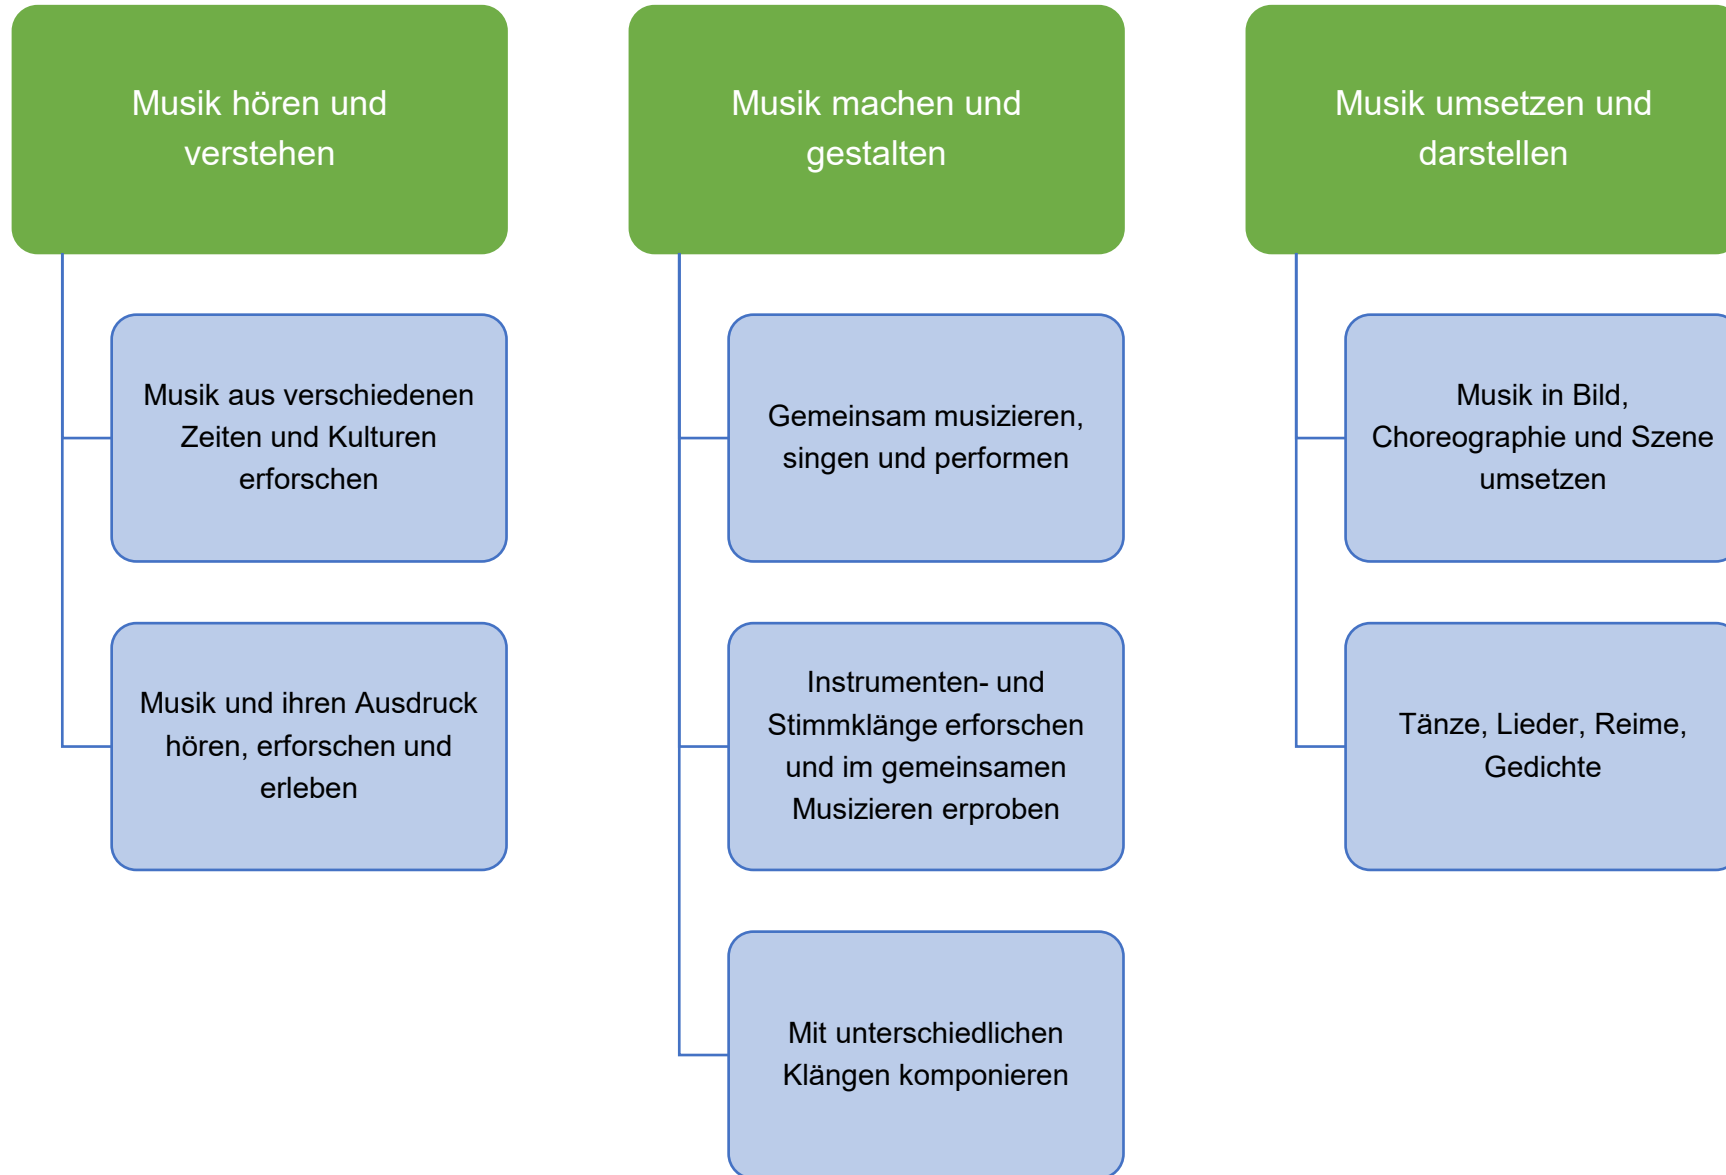 Musik hören und
verstehen
Musik aus verschiedenen
Zeiten und Kulturen
erforschen
Musik und ihren Ausdruck
hören, erforschen und
erleben
Musik machen und
gestalten
Gemeinsam musizieren,
singen und performen
Instrumenten- und
Stimmklänge erforschen
und im gemeinsamen
Musizieren erproben
Mit unterschiedlichen
Klängen komponieren
Musik umsetzen und
darstellen
Musik in Bild,
Choreographie und Szene
umsetzen
Tänze, Lieder, Reime,
Gedichte